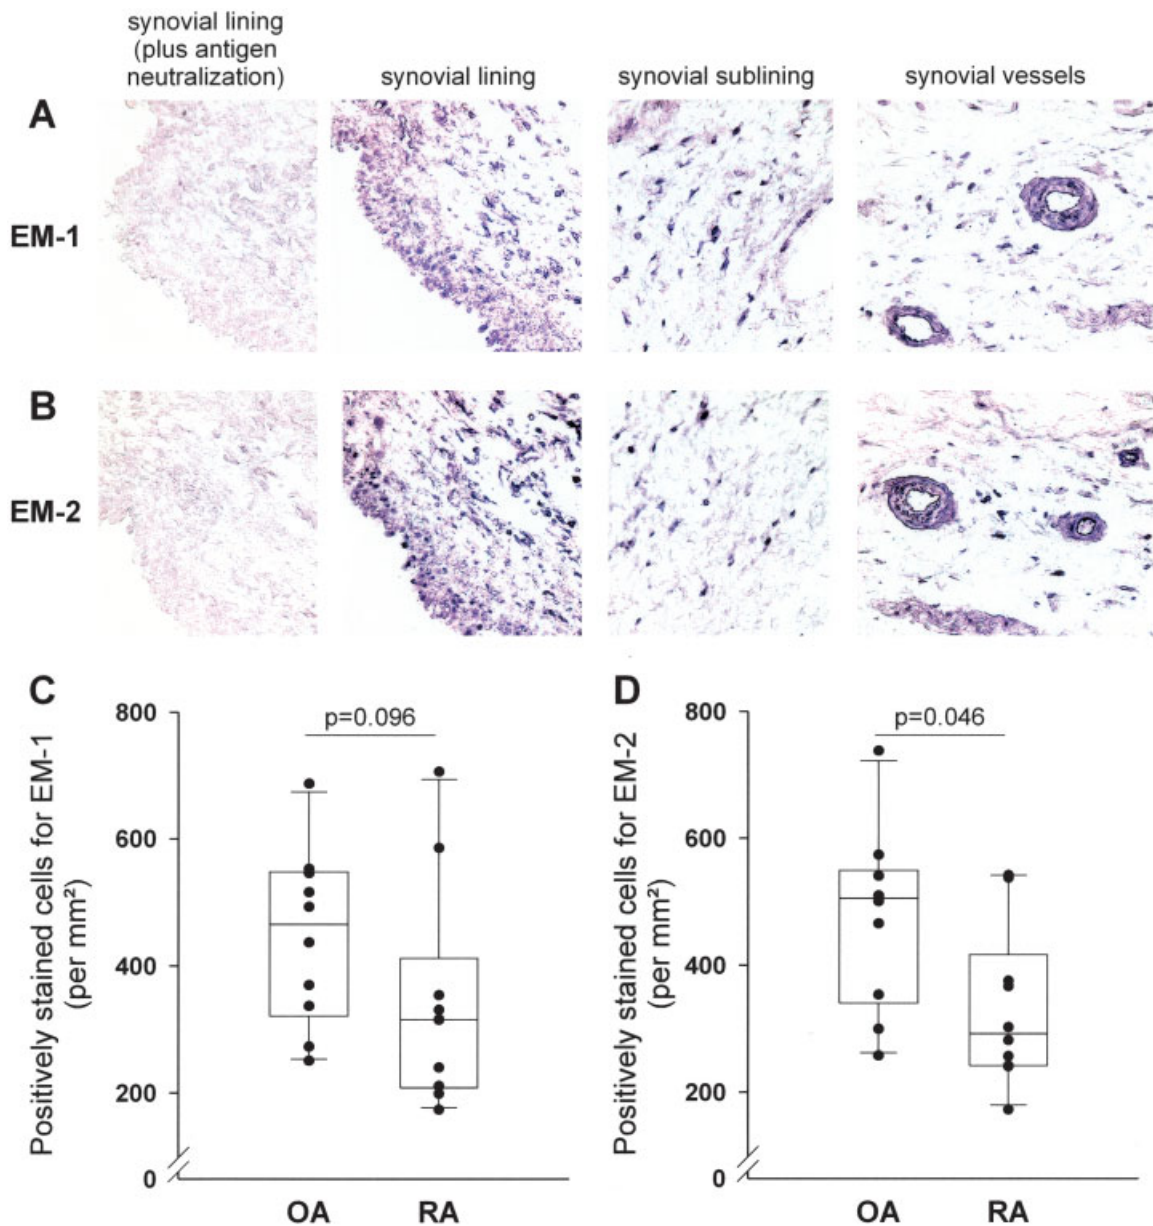 synovial lining
(plus antigen
neutralization)
synovial lining
synovial sublining
synovial vessels
A
EM-1
B
EM-2
C
Positively stained cells for EM-1
(per mm²)
800
600
400
200
0
p=0.096
OA
RA
D
Positively stained cells for EM-2
(per mm²)
800
600
400
200
0
p=0.046
OA
RA